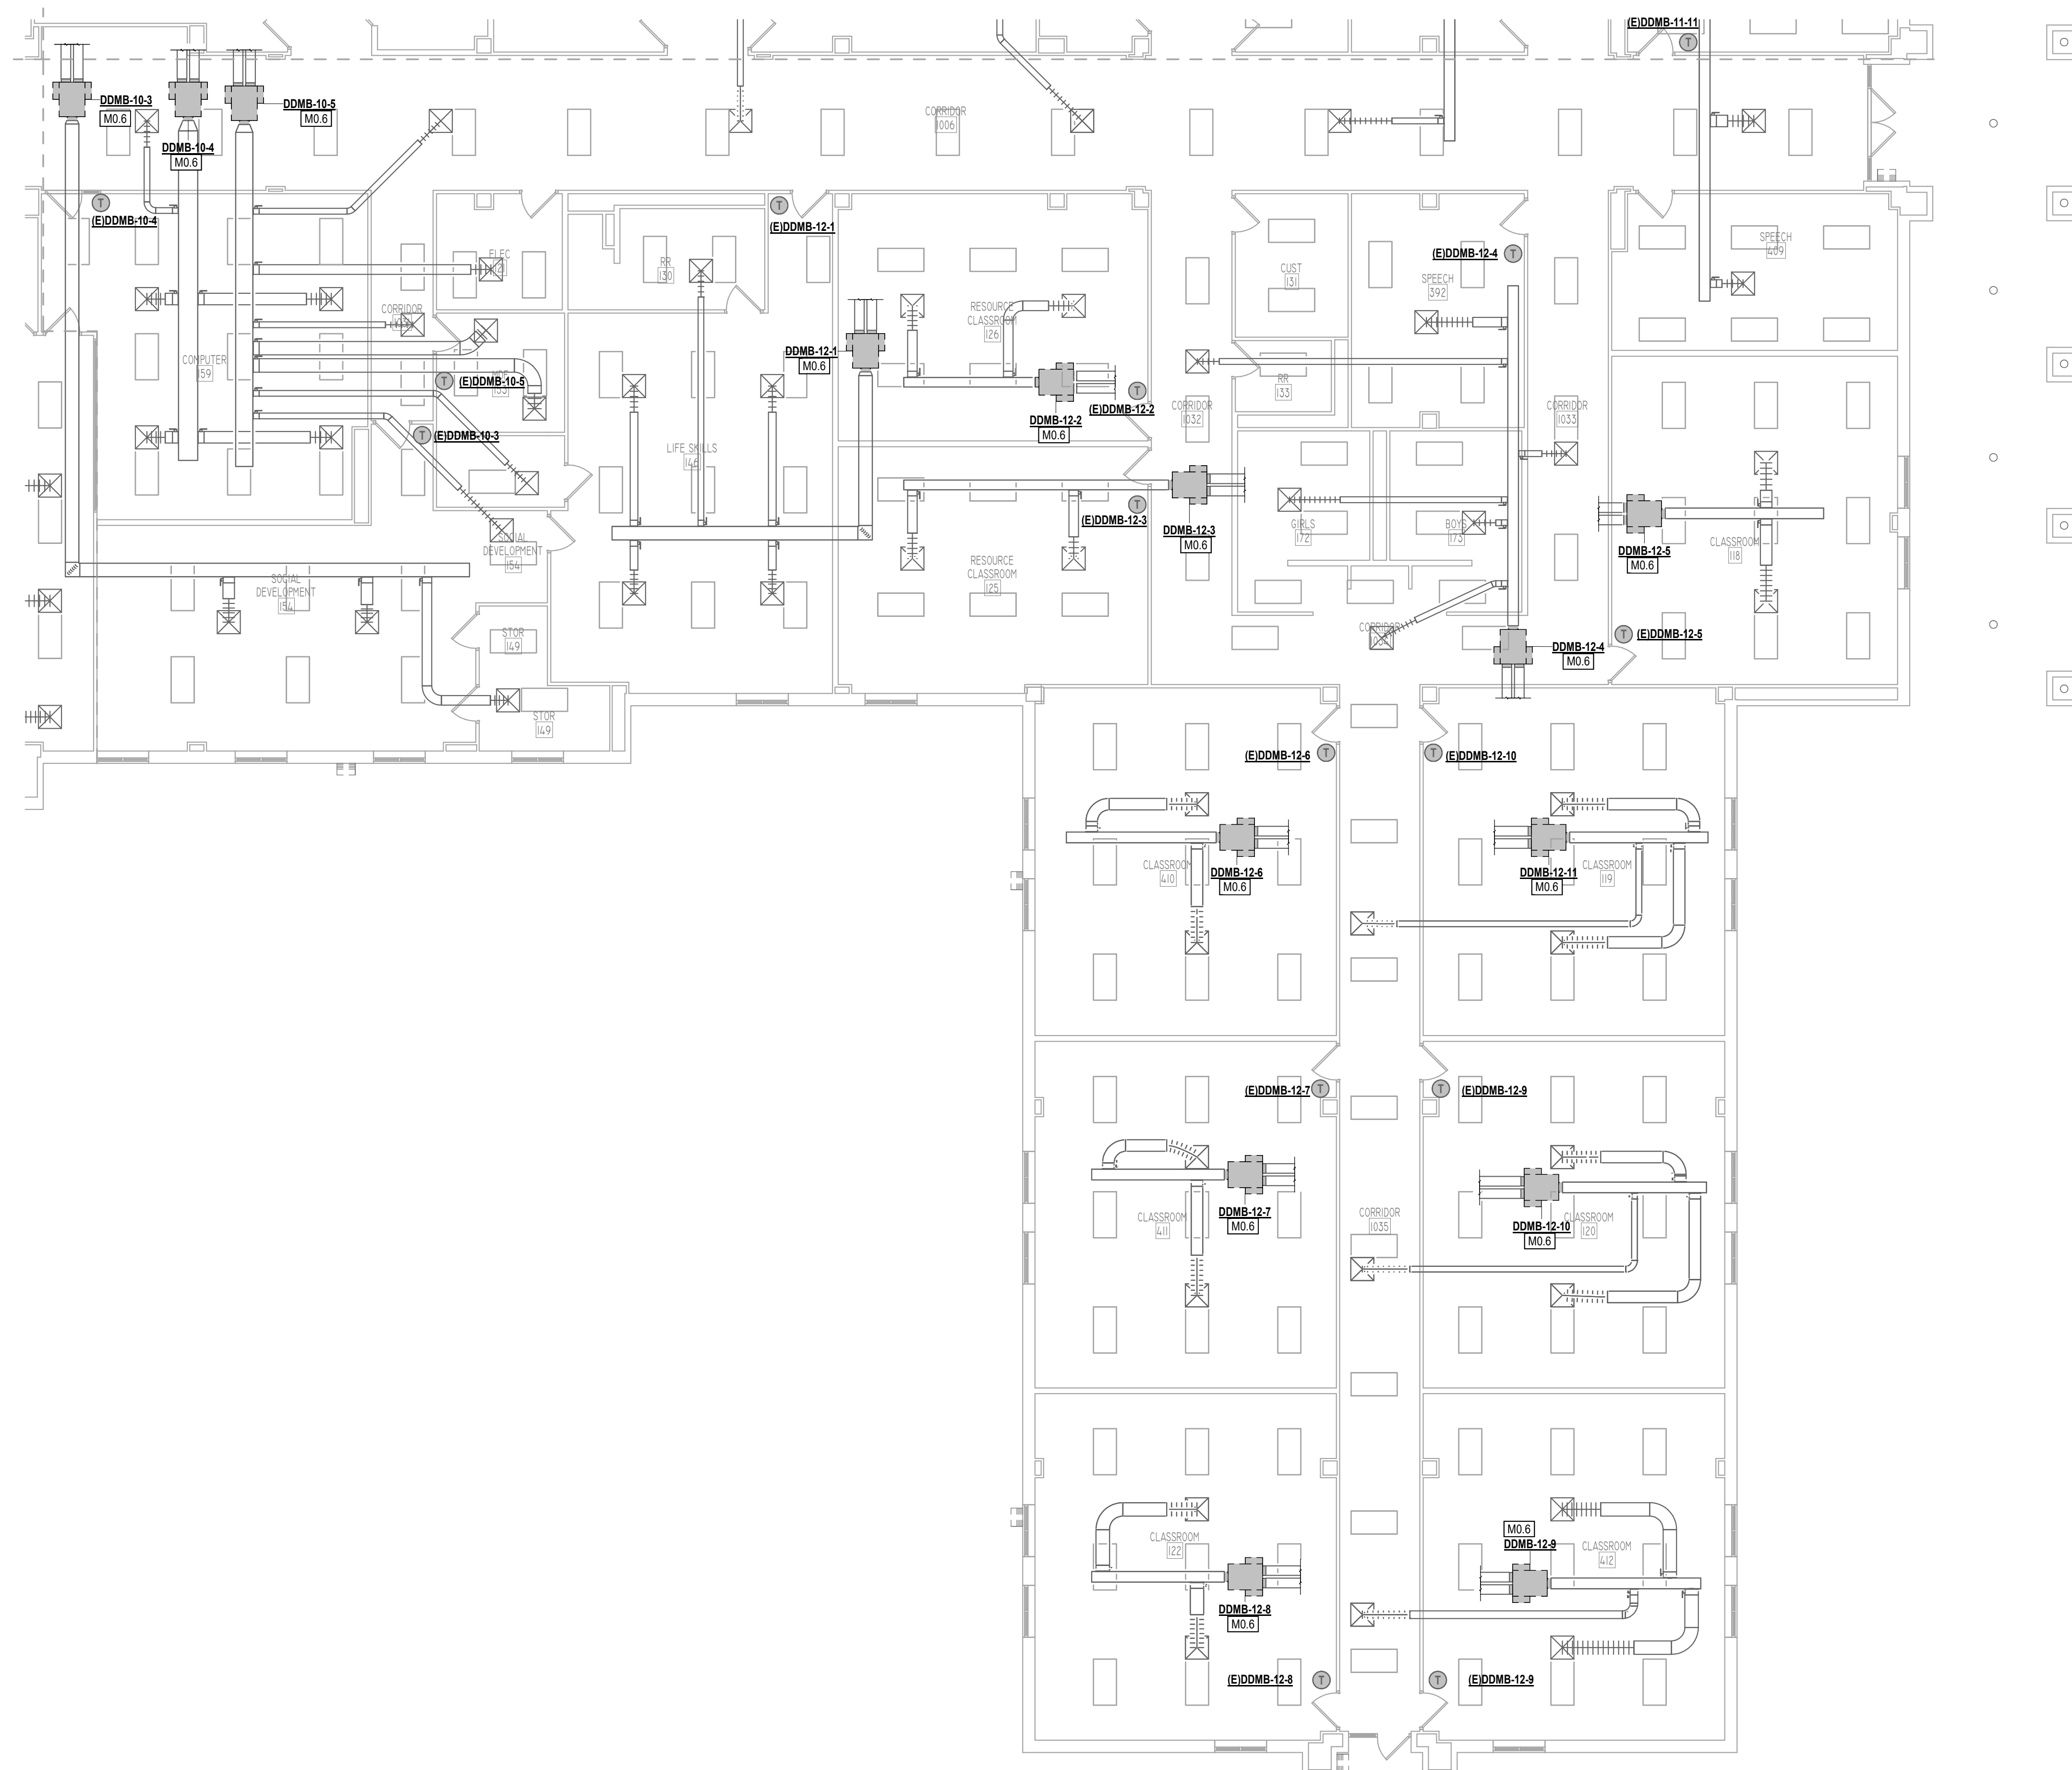 (E)DDMB-11-11
T
DDMB-10-3
M0.6
DDMB-10-5
M0.6
DDMB-10-4
M0.6
CORRIDOR
1006
T
(E)DDMB-10-4
T
(E)DDMB-12-1
ELEC
RR
130
CUST
131
(E)DDMB-12-4
T
SPEECH
392
SPEECH
409
CORRIDOR
RESOURCE
CLASSROOM
126
COMPUTER
159
DDMB-12-1
M0.6
T
(E)DDMB-10-5
RR
133
T
(E)DDMB-12-2
DDMB-12-2
M0.6
CORRIDOR
1032
CORRIDOR
1033
T
(E)DDMB-10-3
LIFE SKILLS
146
T
(E)DDMB-12-3
DDMB-12-3
M0.6
GIRLS
172
BOYS
173
SOCIAL
DEVELOPMENT
154
DDMB-12-5
M0.6
CLASSROOM
118
SOCIAL
DEVELOPMENT
154
RESOURCE
CLASSROOM
125
STOR
149
CORRIDOR
DDMB-12-4
M0.6
T
(E)DDMB-12-5
STOR
149
(E)DDMB-12-6
T
T
(E)DDMB-12-10
CLASSROOM
410
DDMB-12-6
M0.6
DDMB-12-11
M0.6
CLASSROOM
119
(E)DDMB-12-7
T
T
(E)DDMB-12-9
CLASSROOM
411
DDMB-12-7
M0.6
CORRIDOR
1035
DDMB-12-10
M0.6
CLASSROOM
120
CLASSROOM
122
M0.6
DDMB-12-9
CLASSROOM
412
DDMB-12-8
M0.6
(E)DDMB-12-8
T
T
(E)DDMB-12-9